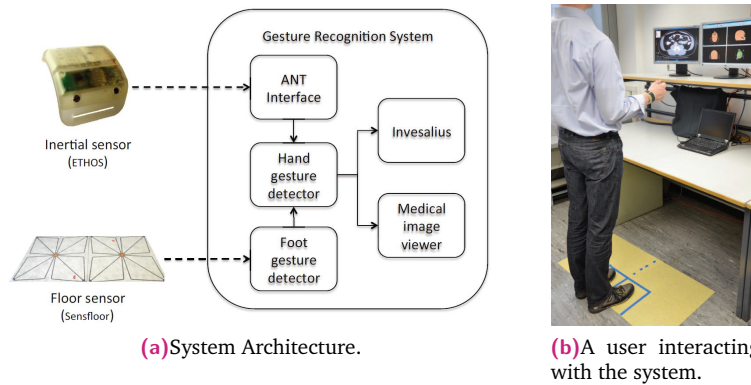 Gesture Recognition System
ANT
Interface
Inertial sensor
(ETHOS)
Hand
gesture
detector
Invesalius
Medical
image
viewer
Foot
gesture
detector
Floor sensor
(Sensfloor)
(a)System Architecture.
(b)A user interacting
with the system.